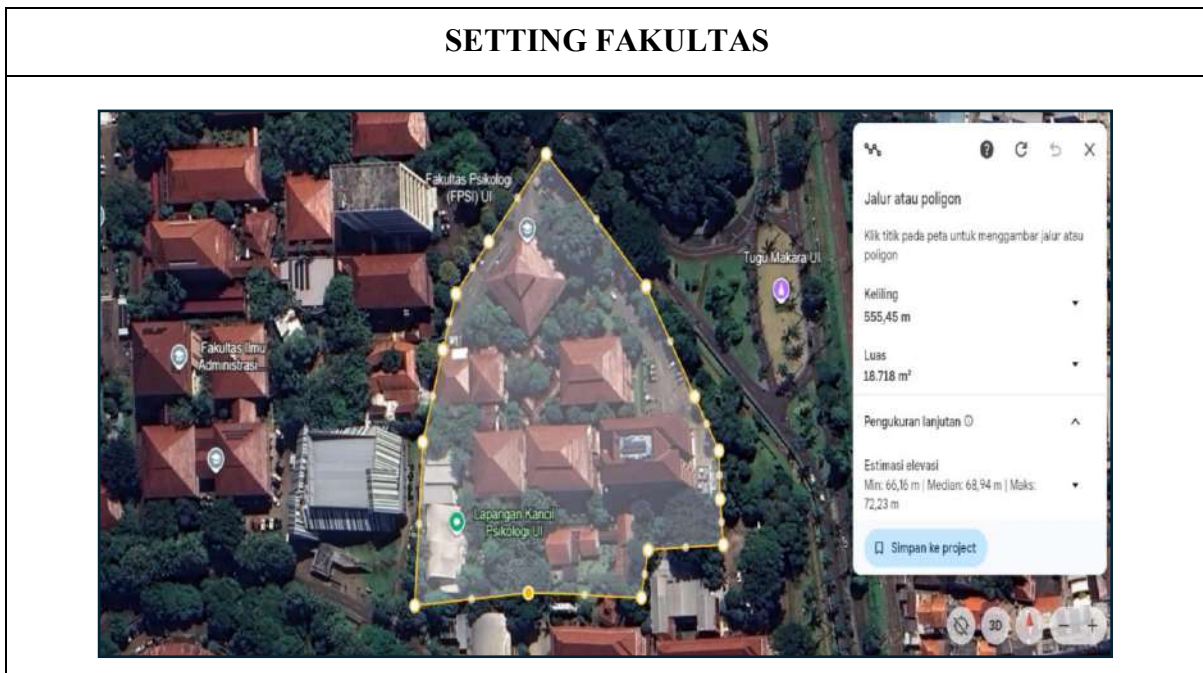 SETTING FAKULTAS
Fakultas Psikologi
(FPSI) UI
Tugu Makara UI
Fakultas Ilmu
Administrasi
Lapangan Kancil
Psikologi UI
Jalur atau poligon
Klik titik pada peta untuk menggambar jalur atau
poligon
Keliling
555,45 m
Luas
18.718 m²
Pengukuran lanjutan
Estimasi elevasi
Min: 66,16 m | Median: 68,94 m | Maks:
72,23 m
Simpan ke project
3D